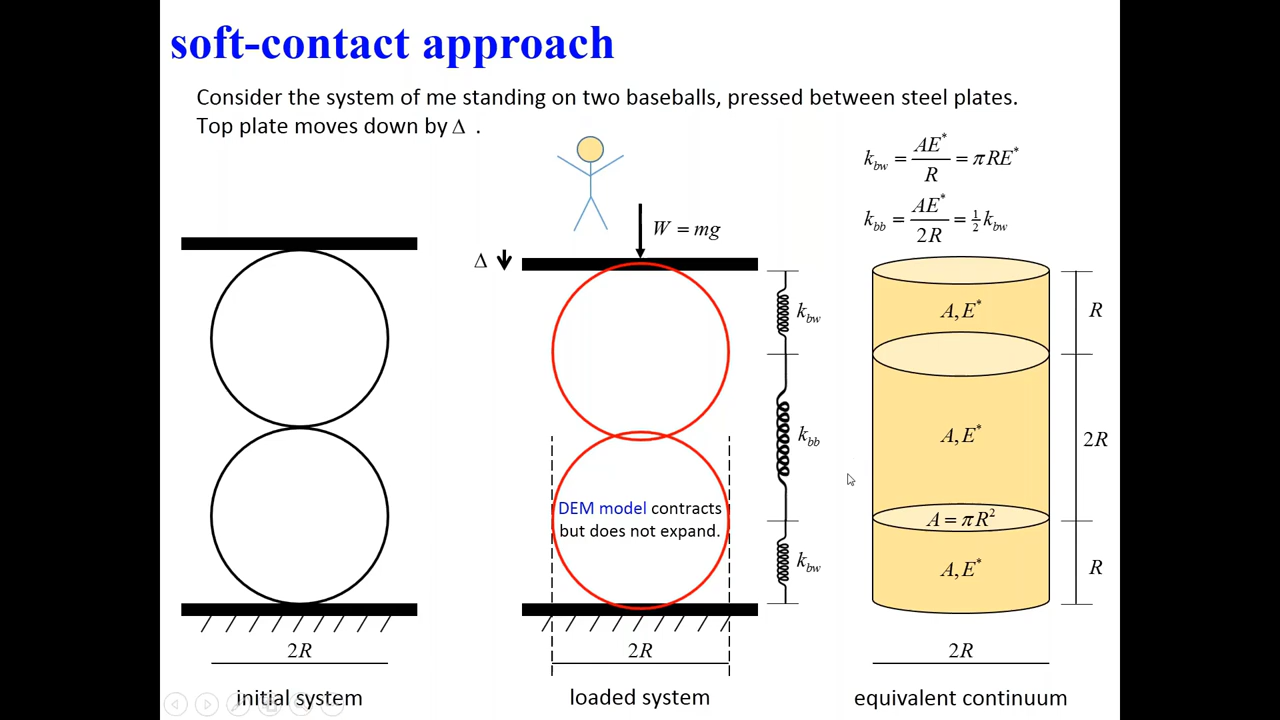 soft-contact approach
Consider the system of me standing on two baseballs, pressed between steel plates.
Top plate moves down by Δ .
k_bw = AE* / R = πRE*
k_bb = AE* / 2R = ½ k_bw
W = mg
Δ
k_bw
k_bb
k_bw
DEM model contracts
but does not expand.
A, E*
A, E*
A = πR²
A, E*
R
2R
R
2R
2R
2R
initial system
loaded system
equivalent continuum